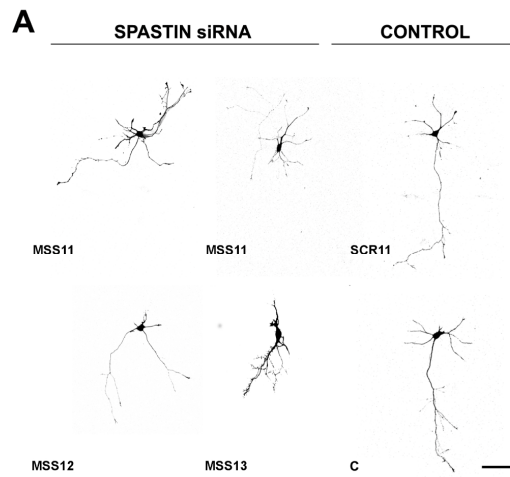 A
SPASTIN siRNA CONTROL
MSS11 MSS11 SCR11
MSS12 MSS13 C